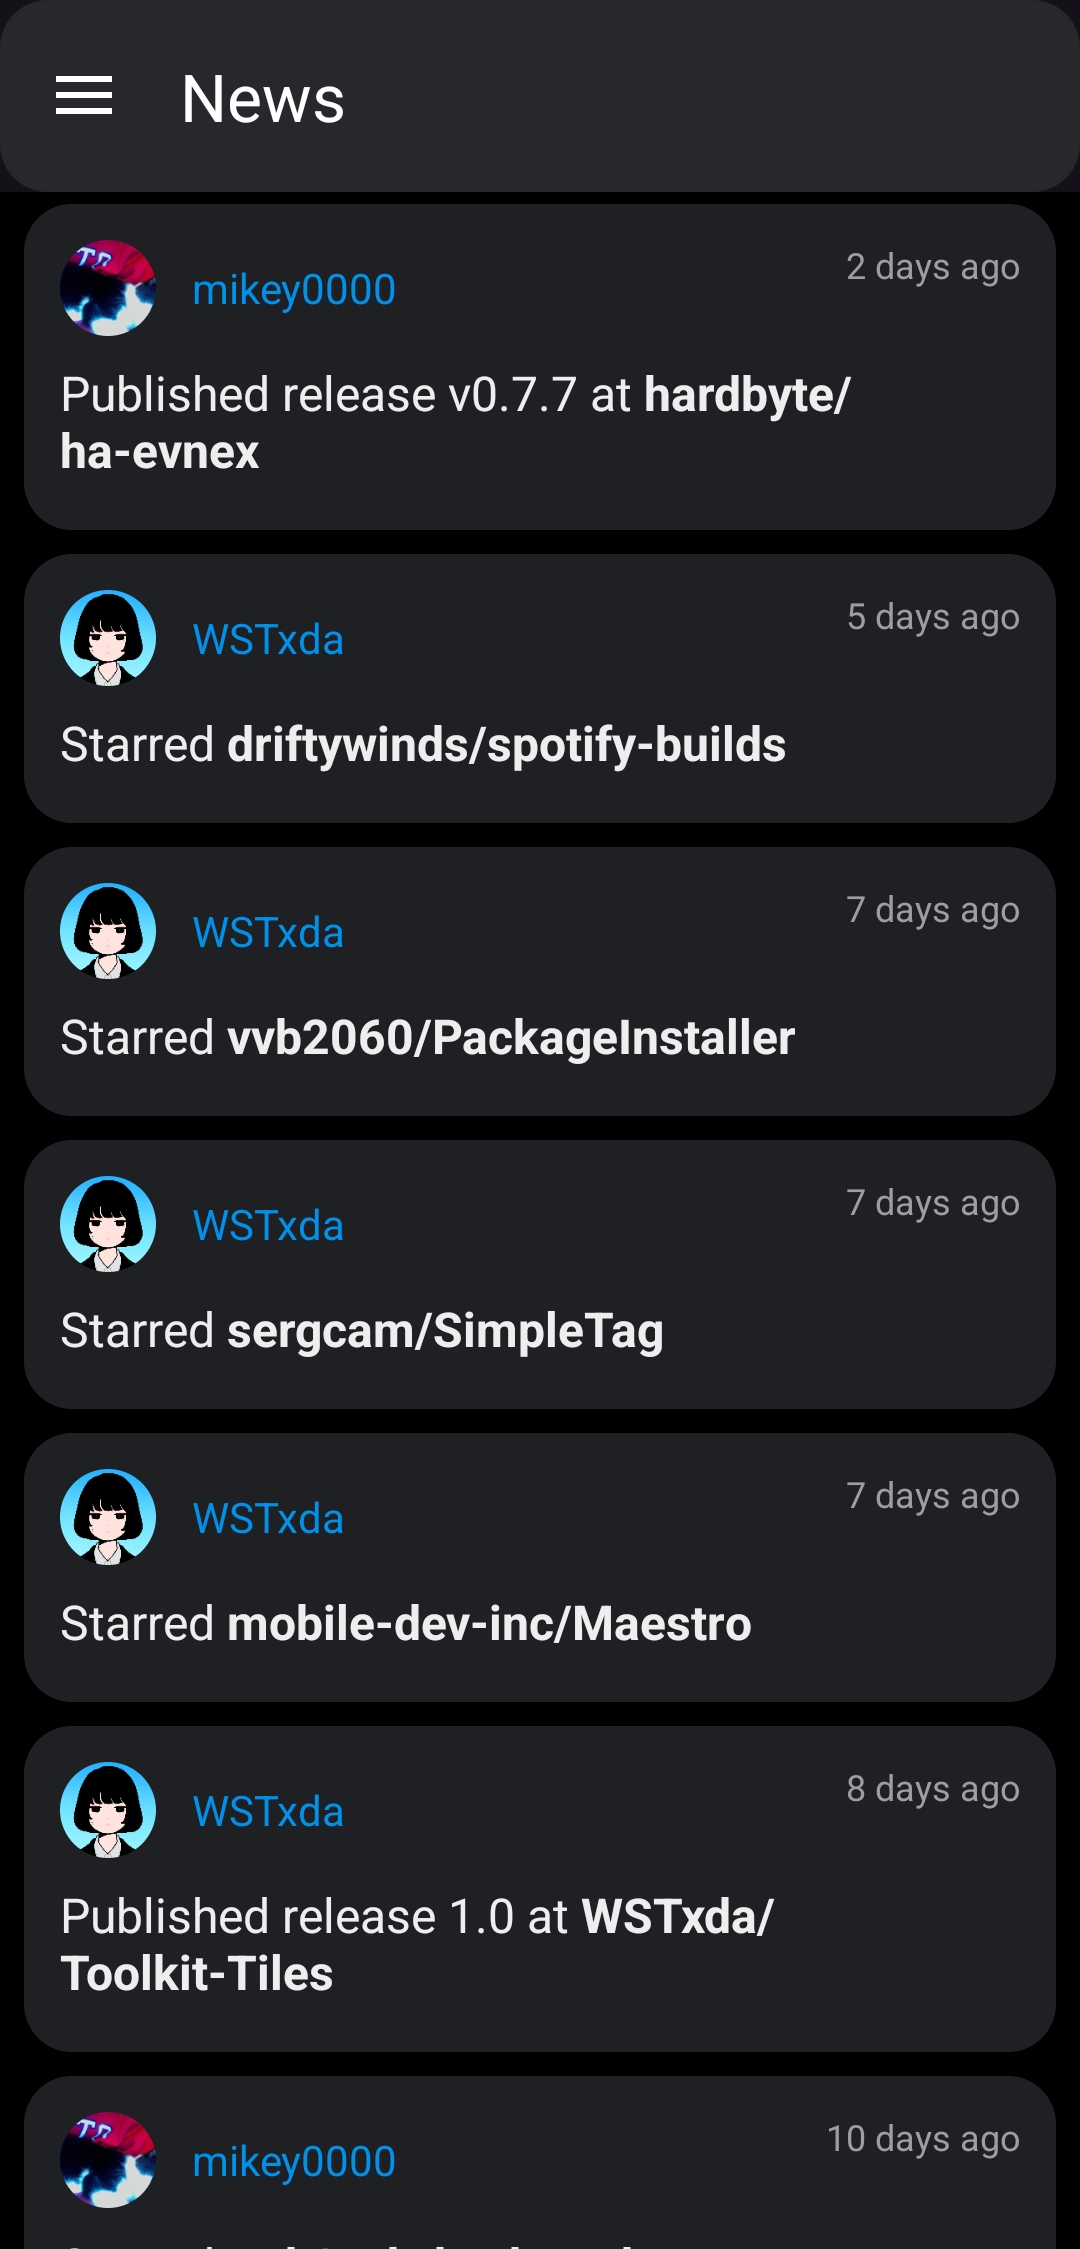 News
mikey0000
2 days ago
Published release v0.7.7 at hardbyte/
ha-evnex
WSTxda
5 days ago
Starred driftywinds/spotify-builds
WSTxda
7 days ago
Starred vvb2060/PackageInstaller
WSTxda
7 days ago
Starred sergcam/SimpleTag
WSTxda
7 days ago
Starred mobile-dev-inc/Maestro
WSTxda
8 days ago
Published release 1.0 at WSTxda/
Toolkit-Tiles
mikey0000
10 days ago